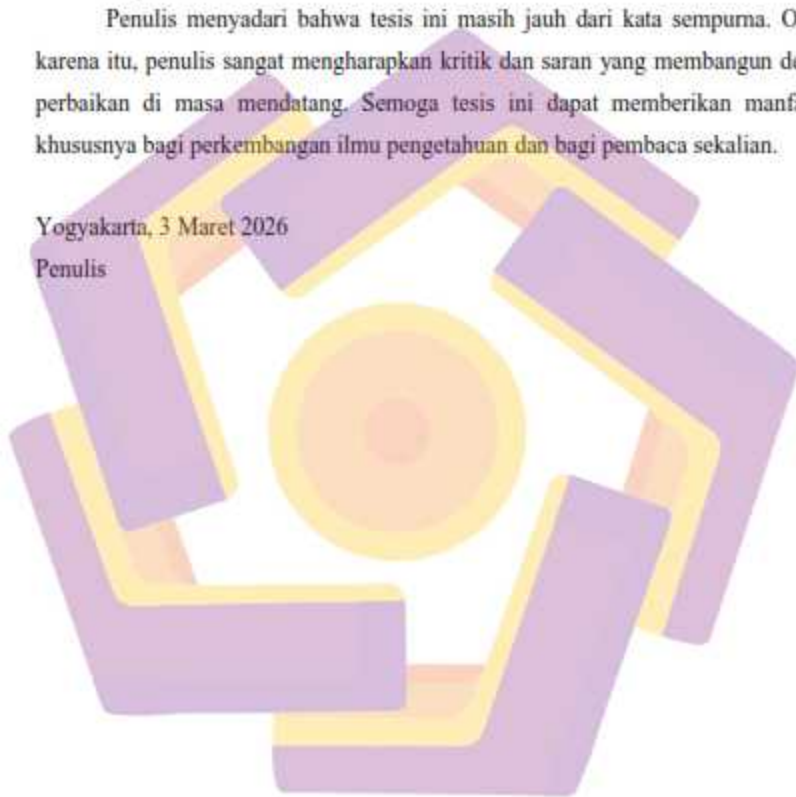 Penulis menyadari bahwa tesis ini masih jauh dari kata sempurna. O
karena itu, penulis sangat mengharapkan kritik dan saran yang membangun de
perbaikan di masa mendatang. Semoga tesis ini dapat memberikan manf
khususnya bagi perkembangan ilmu pengetahuan dan bagi pembaca sekalian.
Yogyakarta, 3 Maret 2026
Penulis